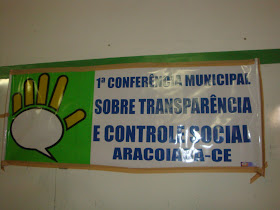 1ª CONFERÊNCIA MUNICIPAL
SOBRE TRANSPARÊNCIA
E CONTROLE SOCIAL
ARACOIABA-CE